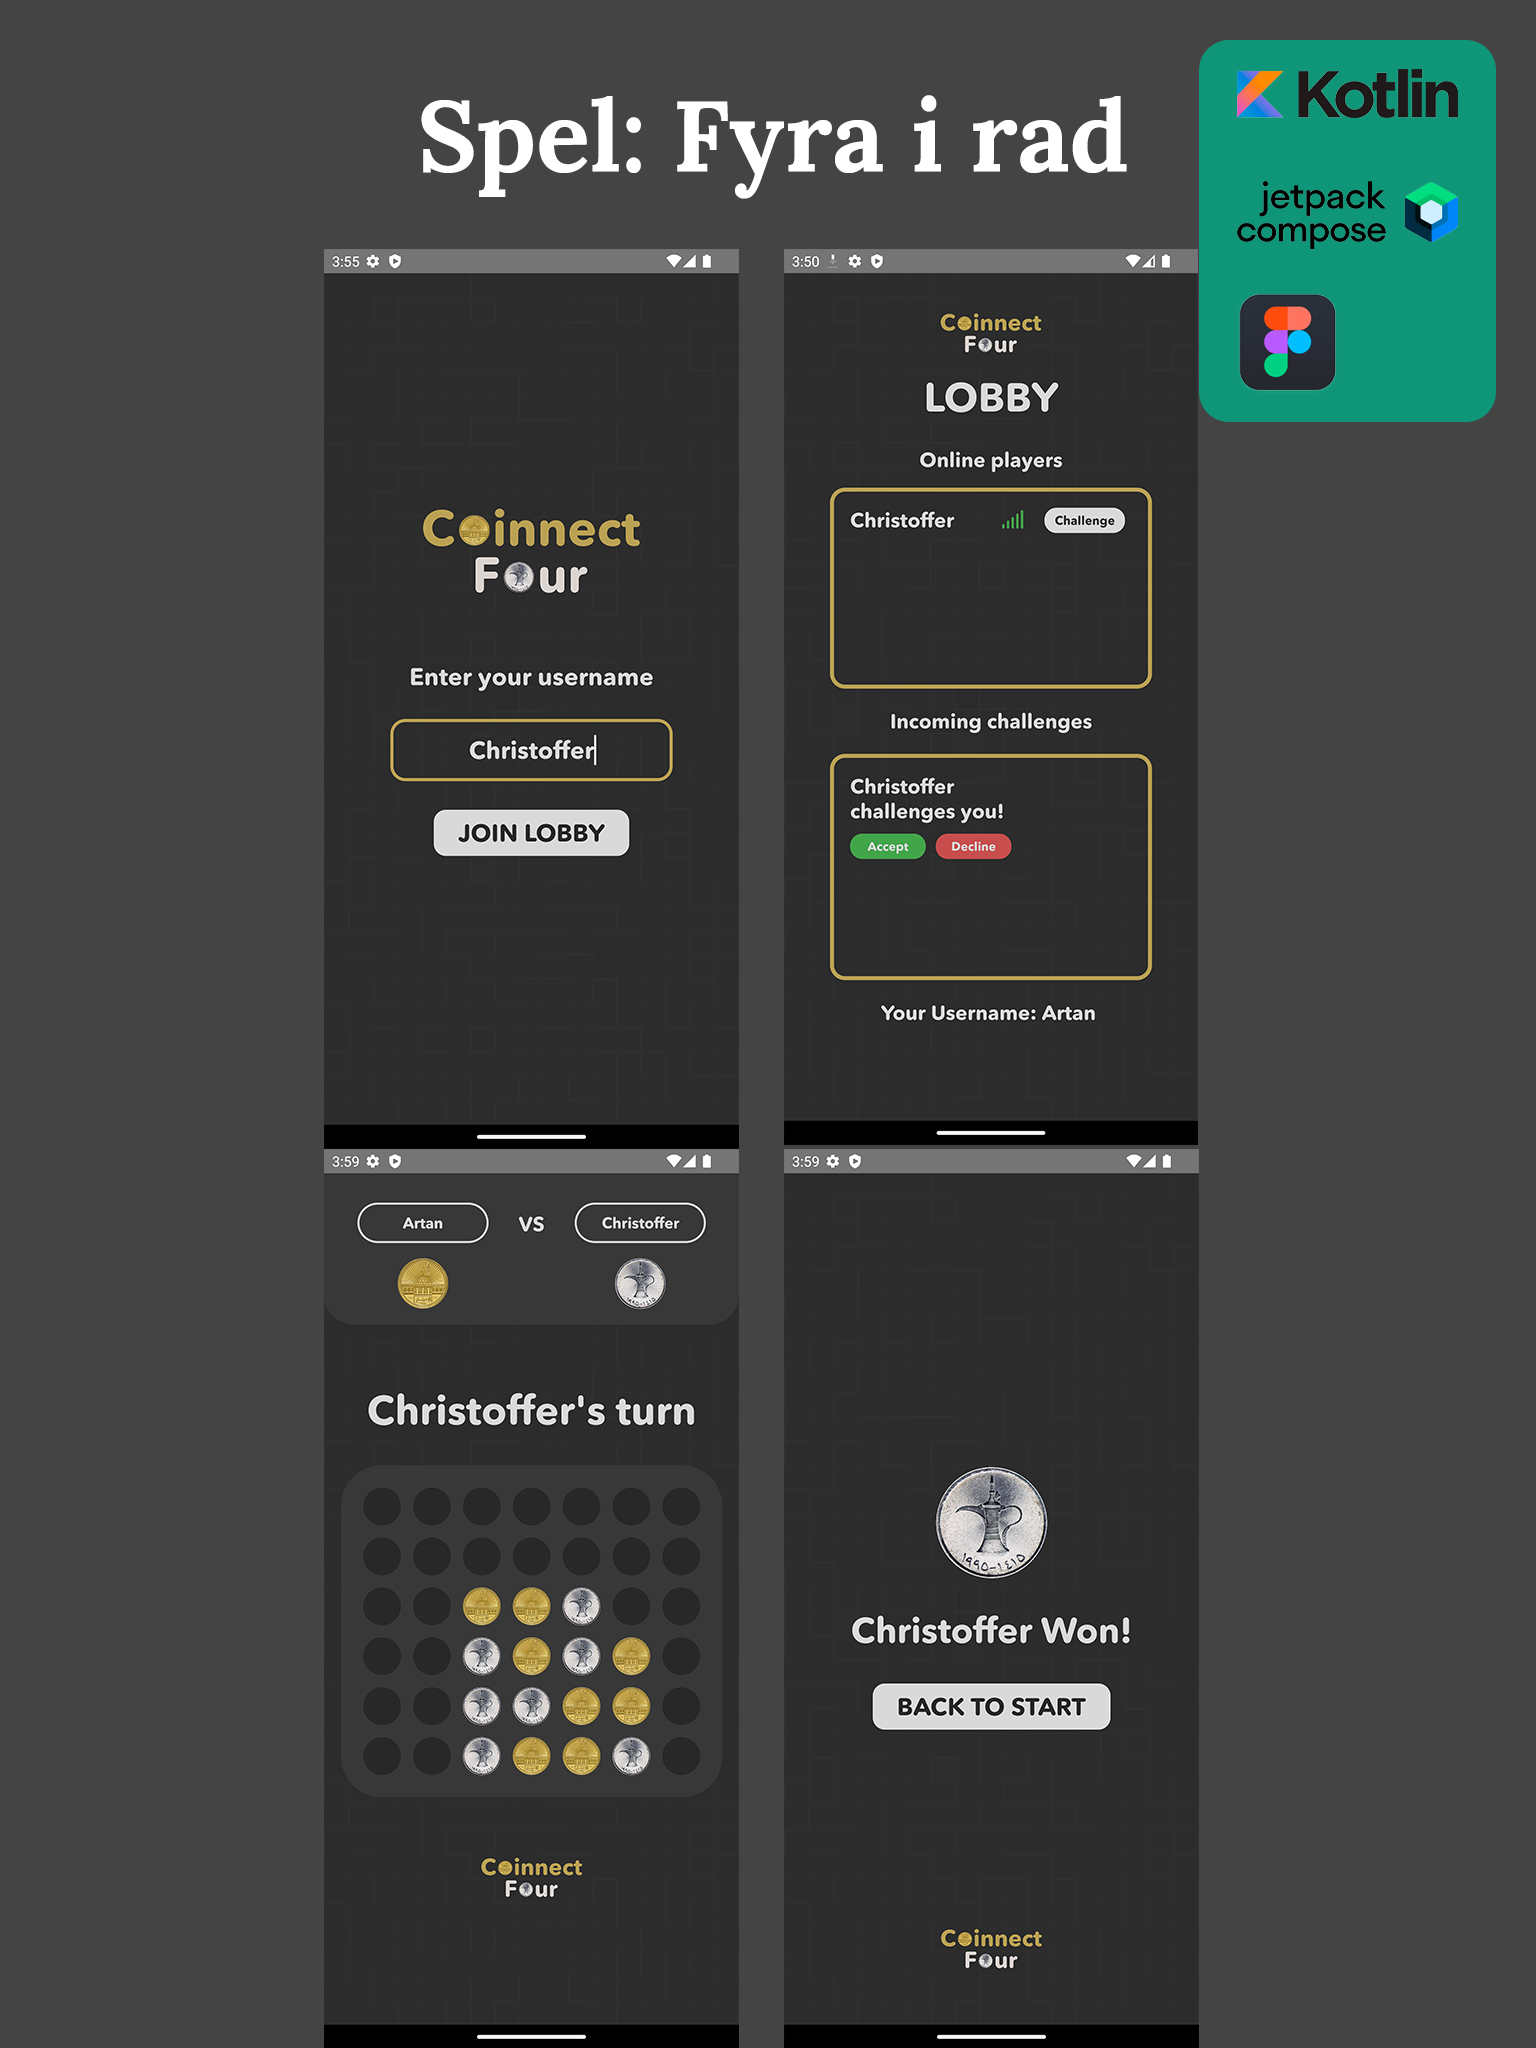 Spel: Fyra i rad
Kotlin
jetpack
compose
3:55
Coinnect
Four
Enter your username
Christoffer
JOIN LOBBY
3:50
Coinnect
Four
LOBBY
Online players
Christoffer
Challenge
Incoming challenges
Christoffer
challenges you!
Accept Decline
Your Username: Artan
3:59
Artan VS Christoffer
Christoffer's turn
Coinnect
Four
3:59
١٩٩٠-١٤١٥
Christoffer Won!
BACK TO START
Coinnect
Four